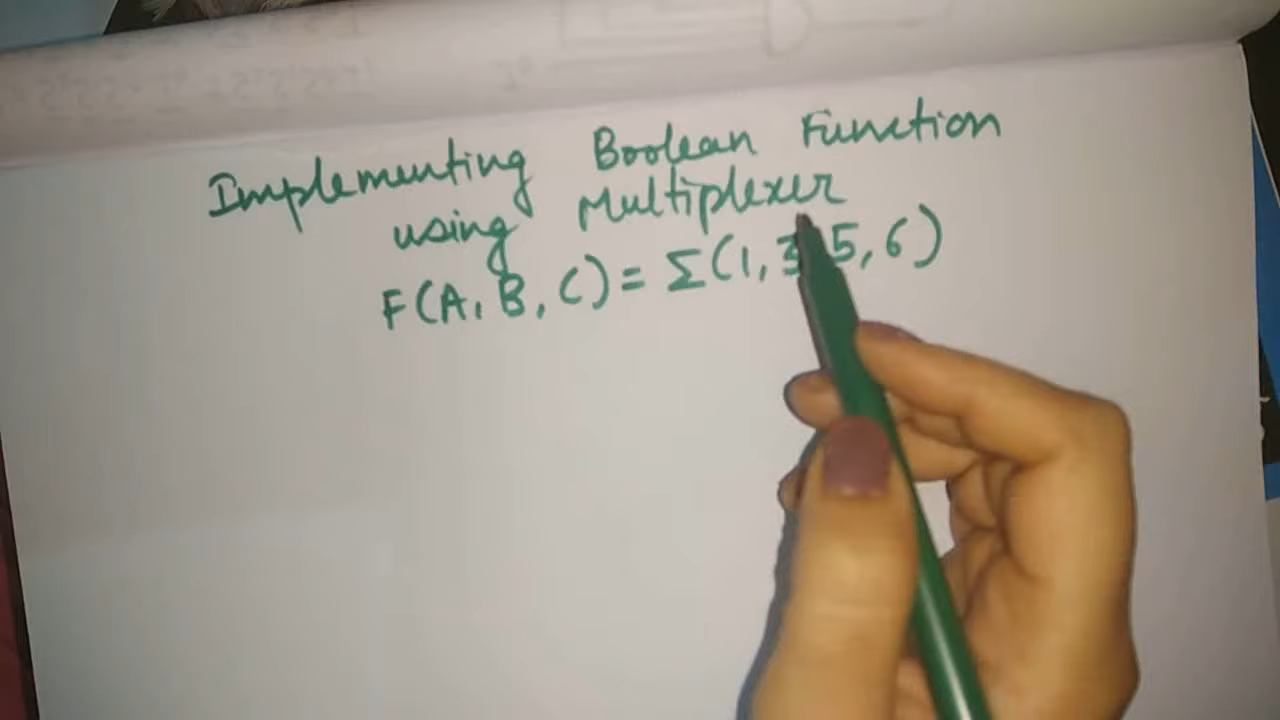 Implementing Boolean Function
using Multiplexer
F(A, B, C) = Σ(1, 3, 5, 6)